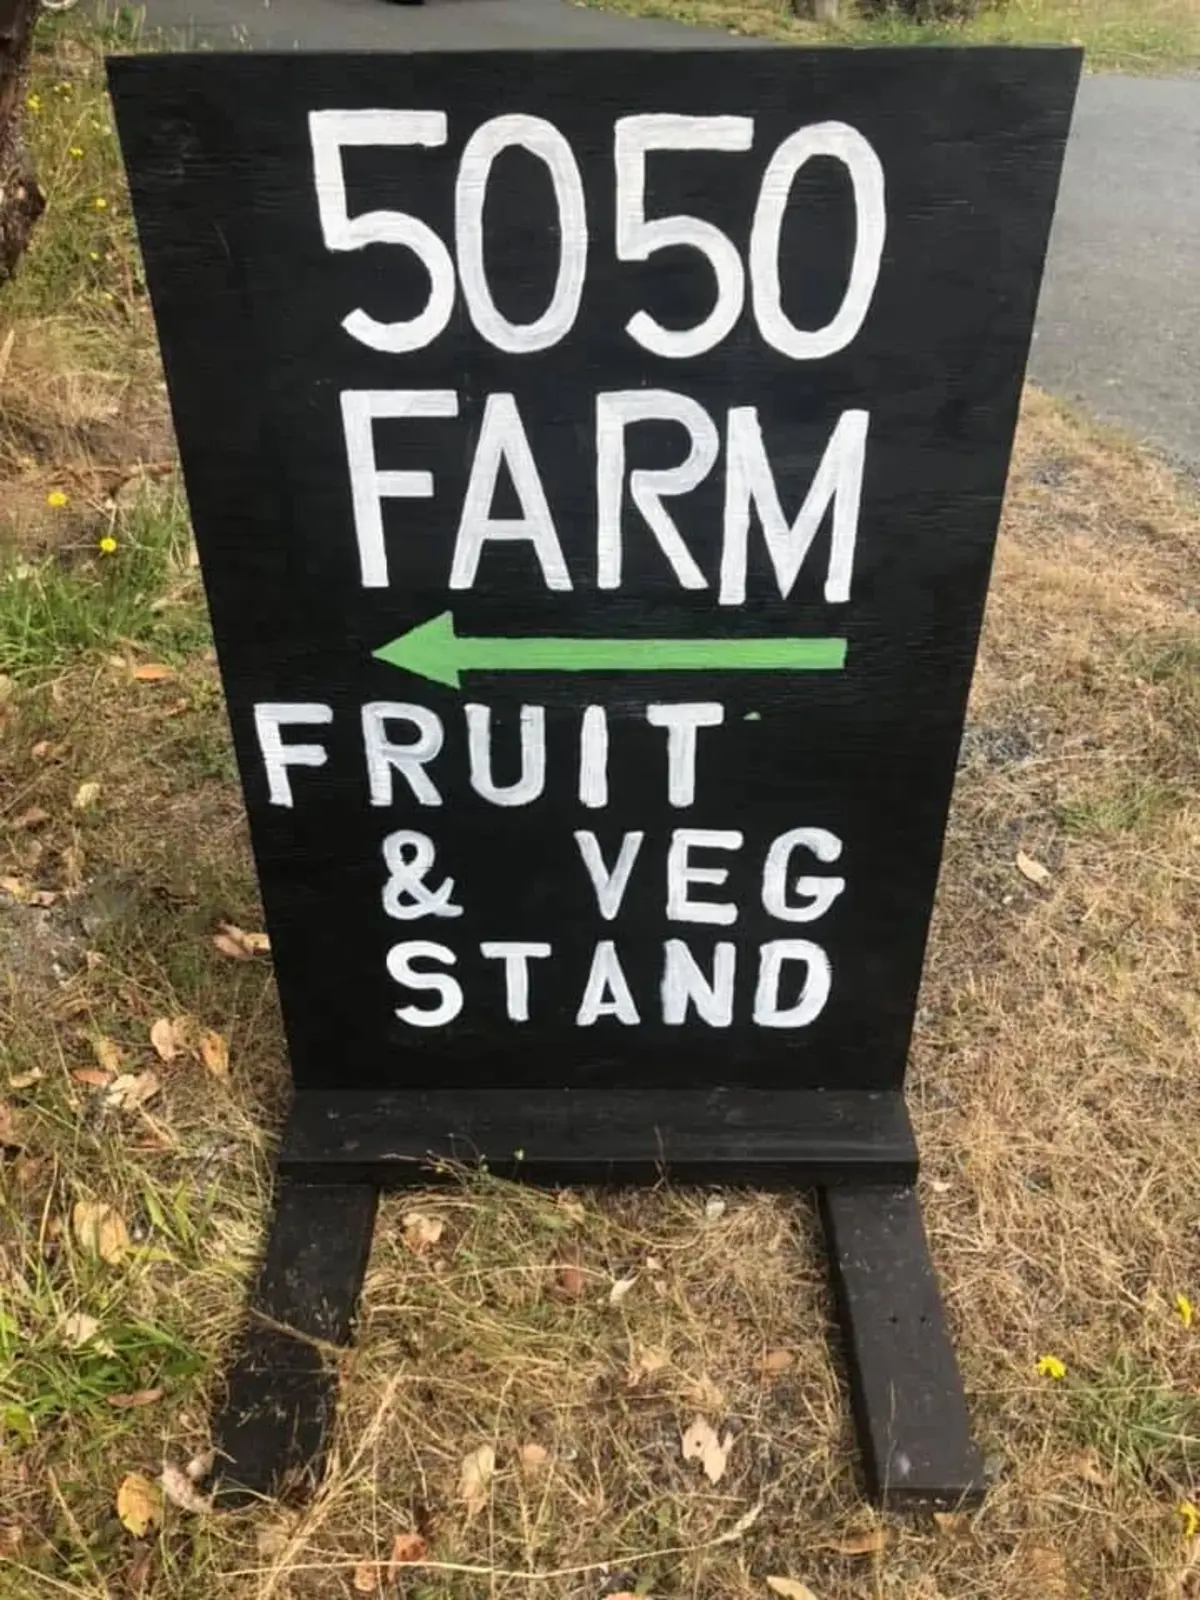 5050
FARM
FRUIT
& VEG
STAND